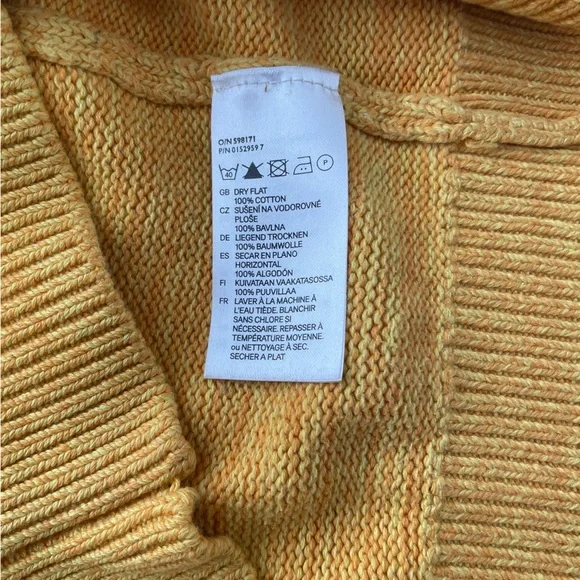 O/N 598171
P/N 0152959 7
40 P
GB DRY FLAT
100% COTTON
CZ SUŠENÍ NA VODOROVNÉ
PLOŠE
100% BAVLNA
DE LIEGEND TROCKNEN
100% BAUMWOLLE
ES SECAR EN PLANO
HORIZONTAL
100% ALGODÓN
FI KUIVATAAN VAAKATASOSSA
100% PUUVILLAA
FR LAVER À LA MACHINE À
L'EAU TIÈDE. BLANCHIR
SANS CHLORE SI
NÉCESSAIRE. REPASSER À
TEMPÉRATURE MOYENNE.
ou NETTOYAGE À SEC.
SECHER A PLAT